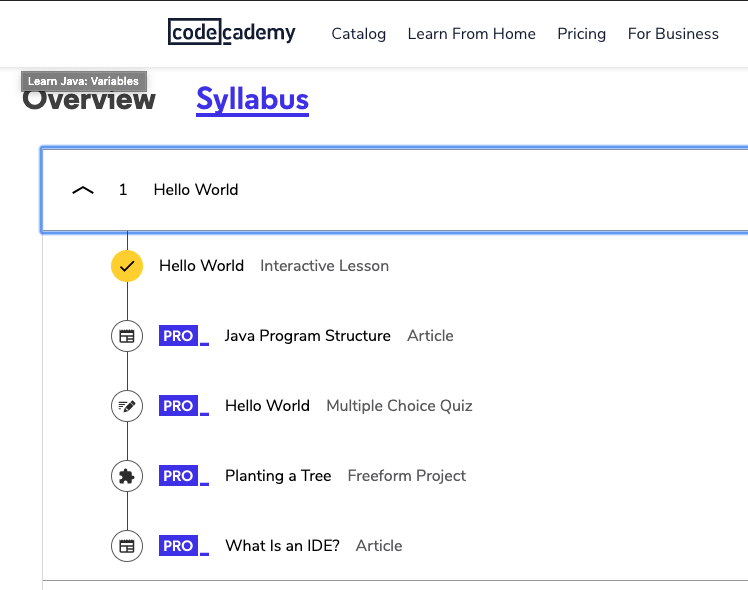 codecademy Catalog Learn From Home Pricing For Business
Learn Java: Variables
Overview Syllabus
1 Hello World
Hello World Interactive Lesson
PRO Java Program Structure Article
PRO Hello World Multiple Choice Quiz
PRO Planting a Tree Freeform Project
PRO What Is an IDE? Article